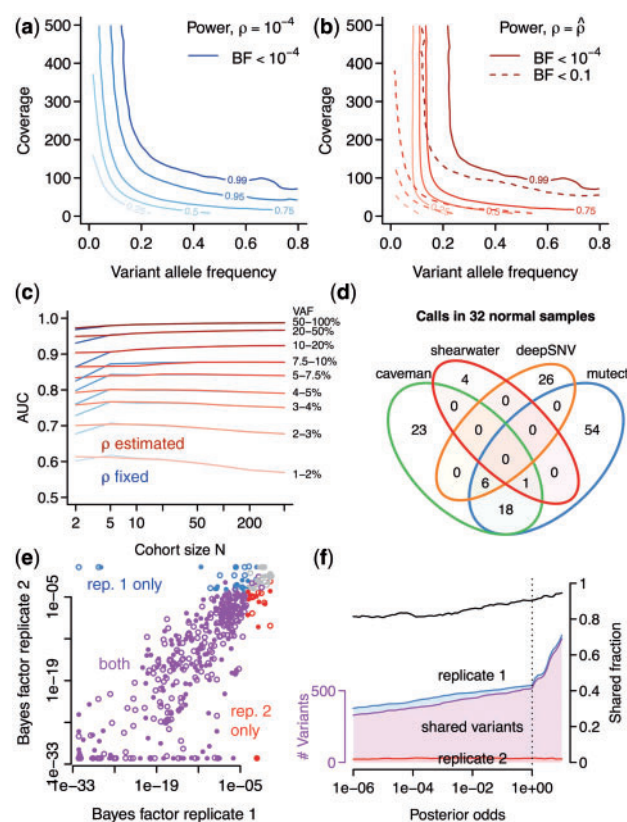 (a)
Power, ρ = 10⁻⁴
BF < 10⁻⁴
Coverage
500
400
300
200
100
0
0.99
0.95
0.75
0.5
0.25
0.0 0.2 0.4 0.6 0.8
Variant allele frequency
(b)
Power, ρ = ρ̂
BF < 10⁻⁴
BF < 0.1
Coverage
500
400
300
200
100
0
0.99
0.75
0.5
0.0 0.2 0.4 0.6 0.8
Variant allele frequency
(c)
AUC
1.0
0.9
0.8
0.7
0.6
0.5
VAF
50–100%
20–50%
10–20%
7.5–10%
5–7.5%
4–5%
3–4%
2–3%
1–2%
ρ estimated
ρ fixed
2 5 10 50 200
Cohort size N
(d)
Calls in 32 normal samples
shearwater deepSNV
caveman mutect
4 26
23 0 0 0 54
0 0
0 0 0
6 1
18
(e)
Bayes factor replicate 2
1e-05
1e-19
4e-33
rep. 1 only
both
rep. 2
only
4e-33 1e-19 1e-05
Bayes factor replicate 1
(f)
# Variants
500
0
replicate 1
shared variants
replicate 2
1
0.8
0.6
0.4
0.2
0
Shared fraction
1e-06 1e-04 1e-02 1e+00
Posterior odds